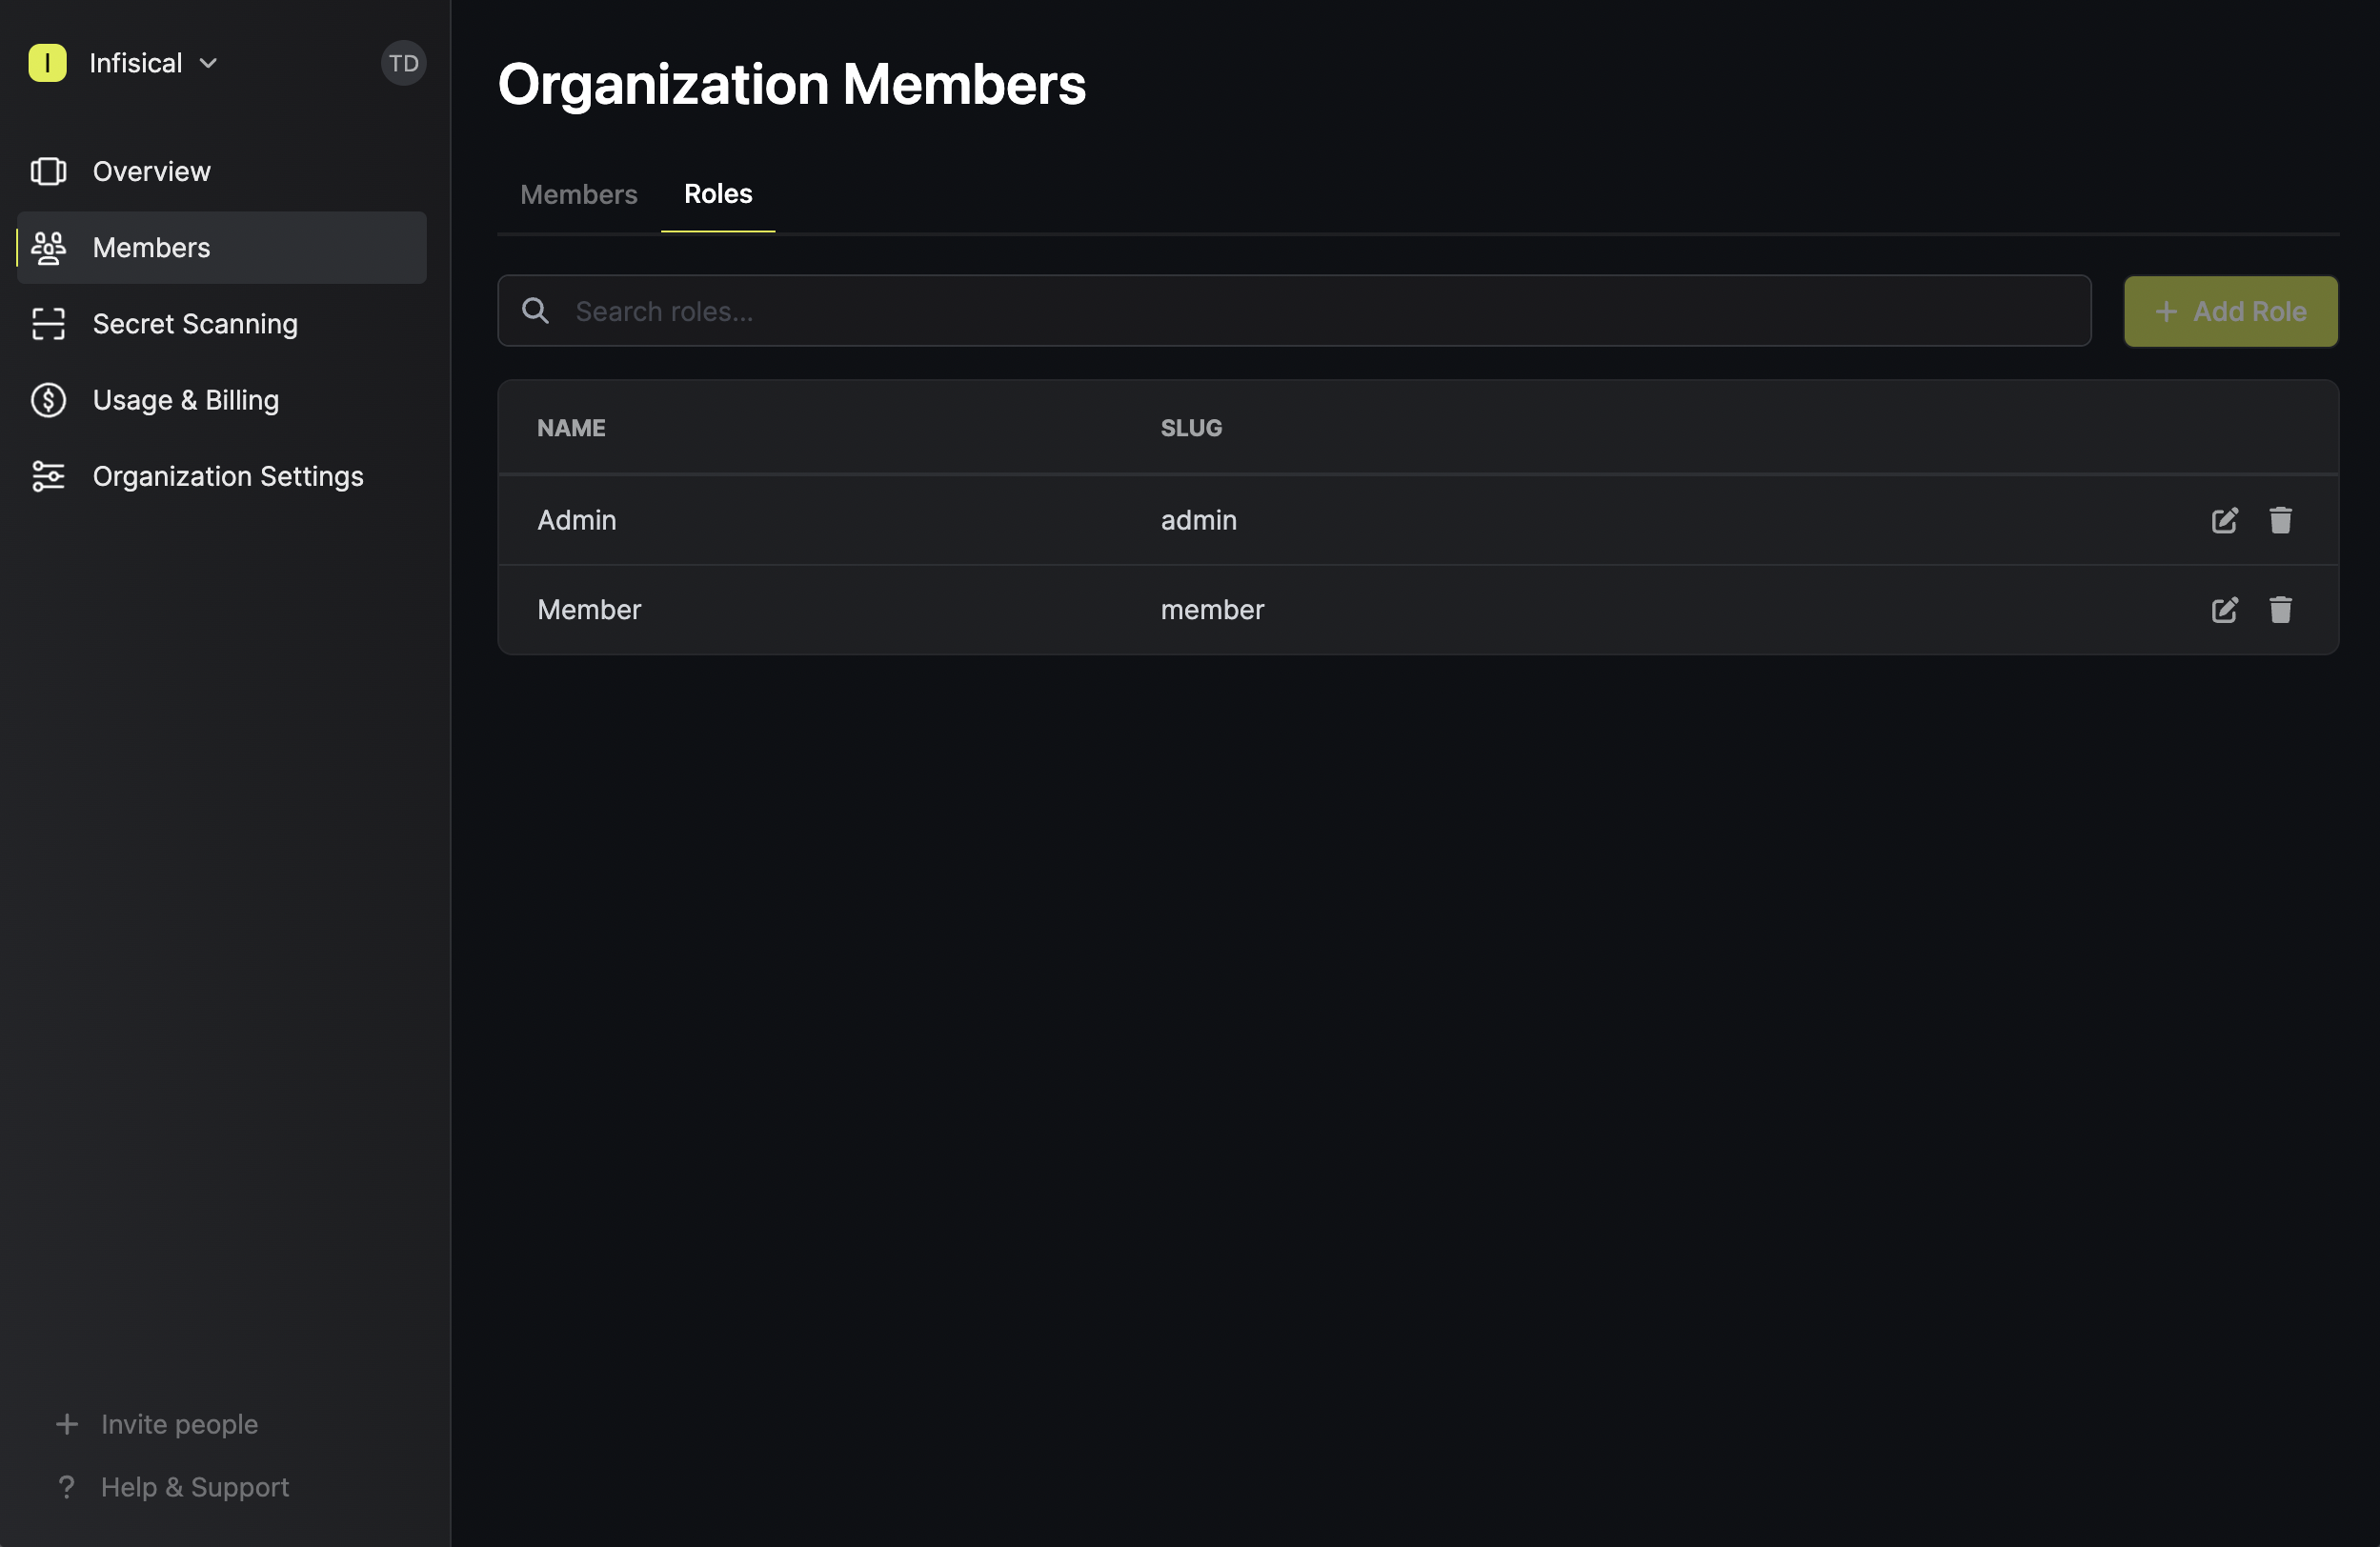 I Infisical TD
Overview
Members
Secret Scanning
Usage & Billing
Organization Settings
+ Invite people
? Help & Support
Organization Members
Members Roles
Search roles...
+ Add Role
NAME SLUG
Admin admin
Member member